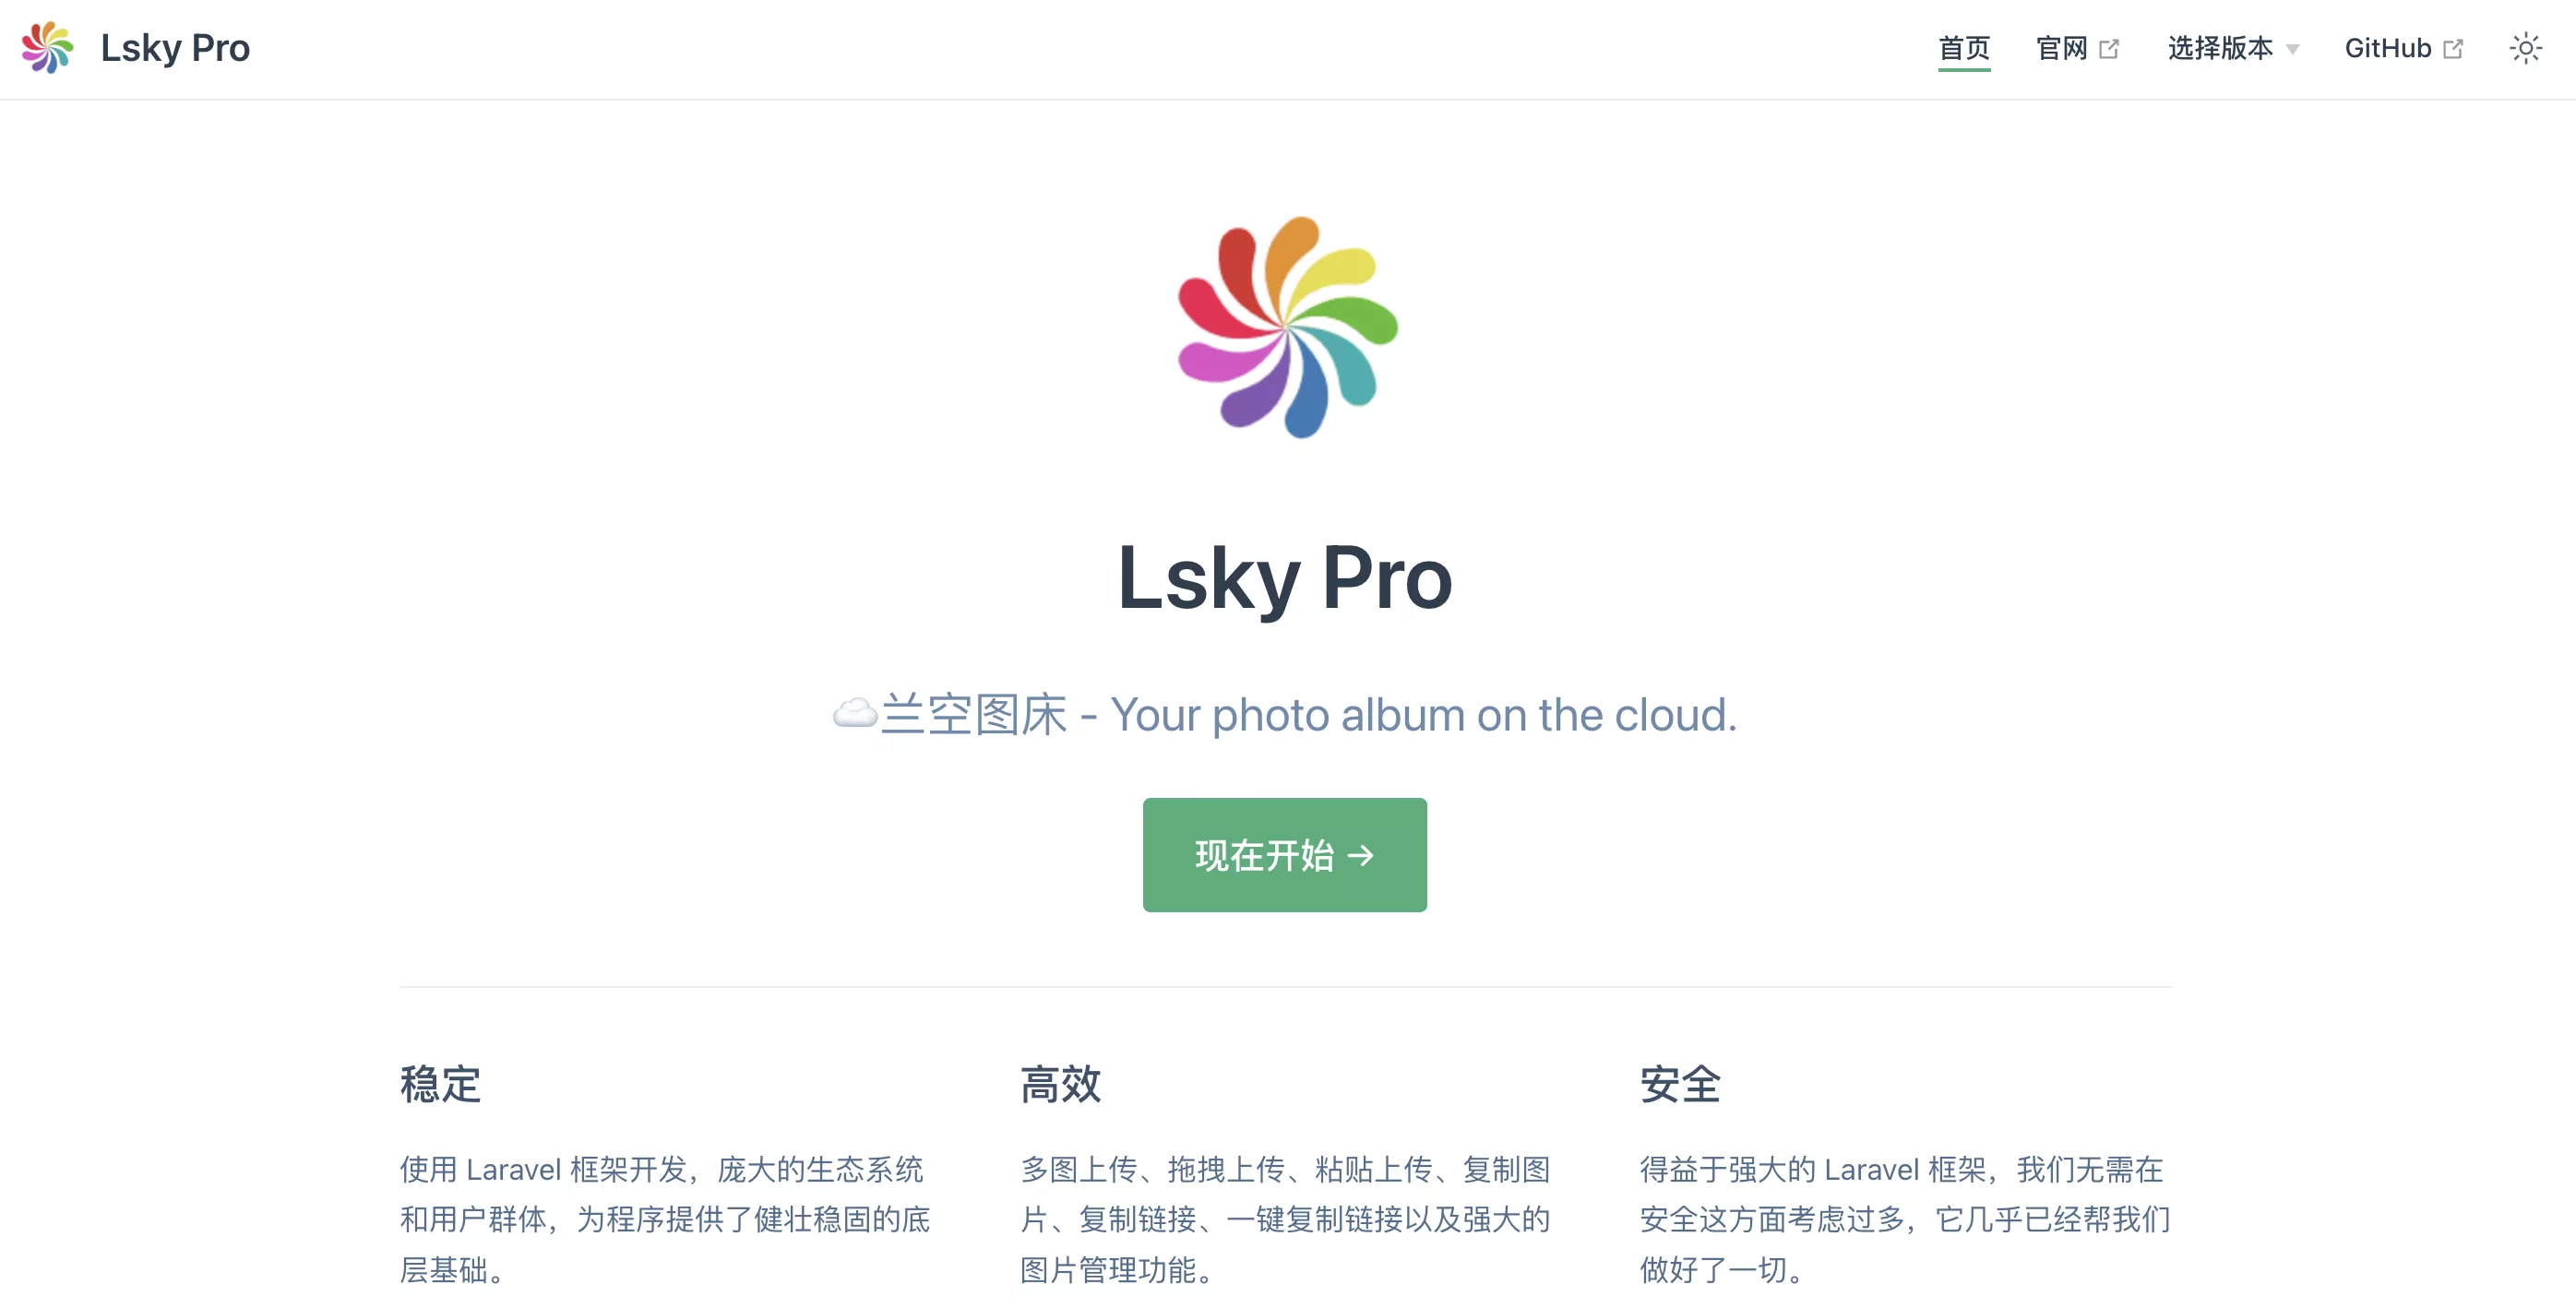 Lsky Pro
首页 官网 选择版本 GitHub
Lsky Pro
☁️兰空图床 - Your photo album on the cloud.
现在开始 →
稳定
使用 Laravel 框架开发，庞大的生态系统
和用户群体，为程序提供了健壮稳固的底
层基础。
高效
多图上传、拖拽上传、粘贴上传、复制图
片、复制链接、一键复制链接以及强大的
图片管理功能。
安全
得益于强大的 Laravel 框架，我们无需在
安全这方面考虑过多，它几乎已经帮我们
做好了一切。